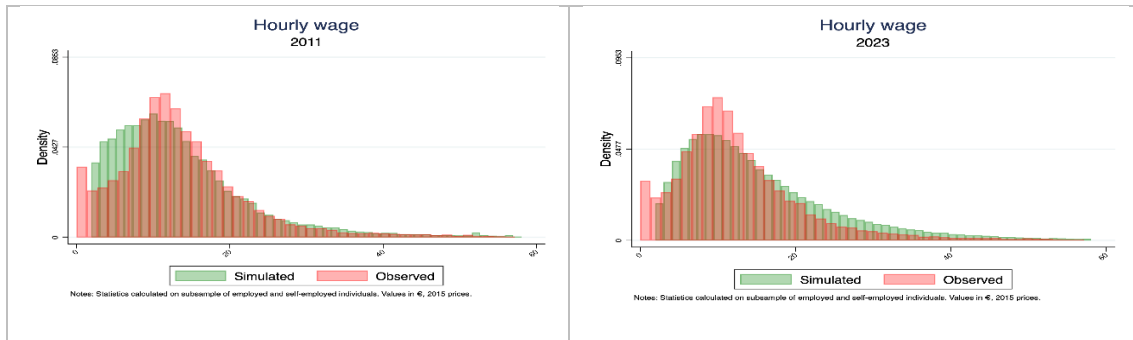 Hourly wage
2011
Density
.0853
.0427
0
0
20
40
60
Simulated
Observed
Notes: Statistics calculated on subsample of employed and self-employed individuals. Values in €, 2015 prices.
Hourly wage
2023
Density
.0953
.0477
0
0
20
40
60
Simulated
Observed
Notes: Statistics calculated on subsample of employed and self-employed individuals. Values in €, 2015 prices.